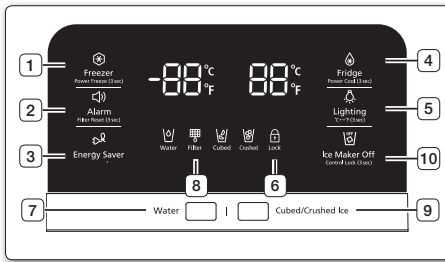 1
Freezer
Power Freeze (3 sec)
2
Alarm
Filter Reset (3 sec)
3
Energy Saver
-88 °C °F
88 °C °F
Water Filter Cubed Crushed Lock
4
Fridge
Power Cool (3 sec)
5
Lighting
°C↔°F (3 sec)
OFF
10
Ice Maker Off
Control Lock (3 sec)
8
6
7
Water | Cubed/Crushed Ice
9